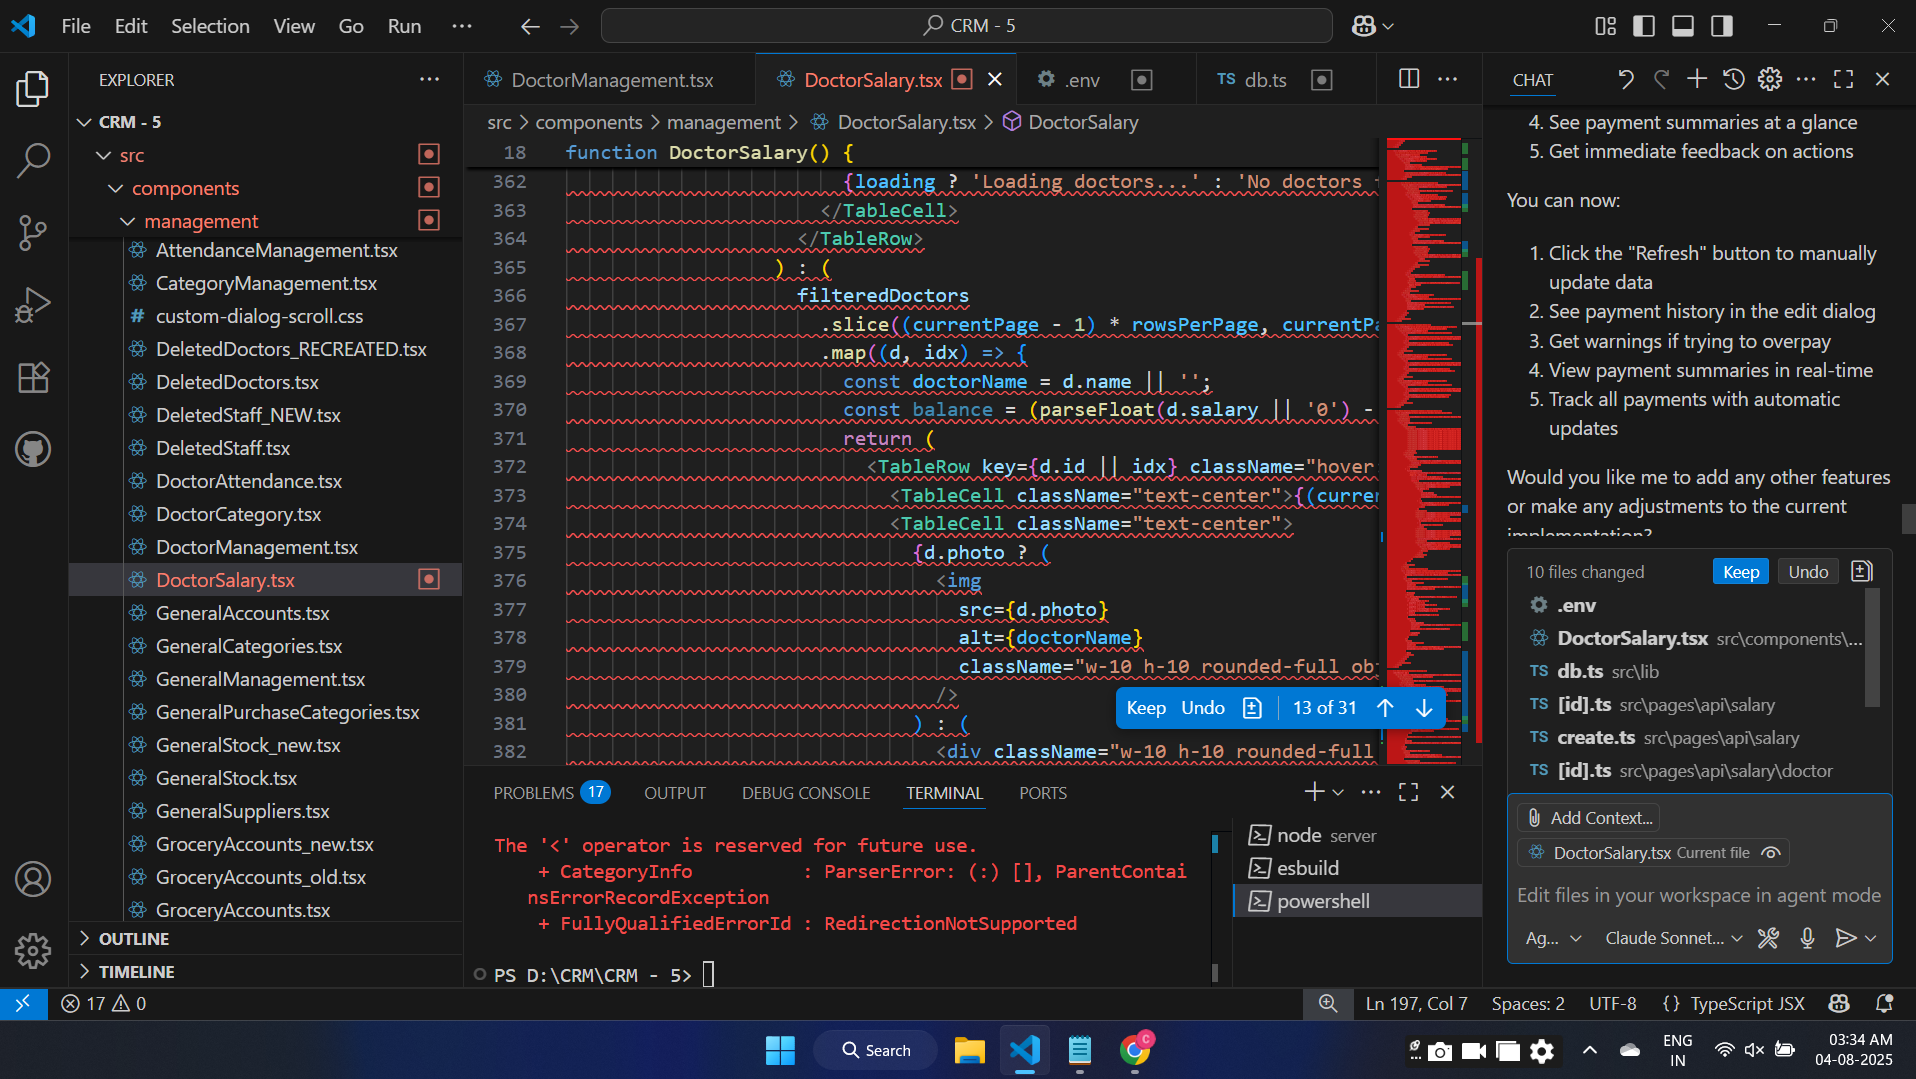 File Edit Selection View Go Run ··· CRM - 5
EXPLORER
CRM - 5
src
components
management
AttendanceManagement.tsx
CategoryManagement.tsx
# custom-dialog-scroll.css
DeletedDoctors_RECREATED.tsx
DeletedDoctors.tsx
DeletedStaff_NEW.tsx
DeletedStaff.tsx
DoctorAttendance.tsx
DoctorCategory.tsx
DoctorManagement.tsx
DoctorSalary.tsx
GeneralAccounts.tsx
GeneralCategories.tsx
GeneralManagement.tsx
GeneralPurchaseCategories.tsx
GeneralStock_new.tsx
GeneralStock.tsx
GeneralSuppliers.tsx
GroceryAccounts_new.tsx
GroceryAccounts_old.tsx
GroceryAccounts.tsx
OUTLINE
TIMELINE
DoctorManagement.tsx DoctorSalary.tsx .env TS db.ts
src > components > management > DoctorSalary.tsx > DoctorSalary
18 function DoctorSalary() {
362 {loading ? 'Loading doctors...' : 'No doctors
363 </TableCell>
364 </TableRow>
365 ) : (
366 filteredDoctors
367 .slice((currentPage - 1) * rowsPerPage, currentPa
368 .map((d, idx) => {
369 const doctorName = d.name || '';
370 const balance = (parseFloat(d.salary || '0') -
371 return (
372 <TableRow key={d.id || idx} className="hover
373 <TableCell className="text-center">{(curren
374 <TableCell className="text-center">
375 {d.photo ? (
376 <img
377 src={d.photo}
378 alt={doctorName}
379 className="w-10 h-10 rounded-full ob
380 />
381 ) : (
382 <div className="w-10 h-10 rounded-full
Keep Undo 13 of 31
PROBLEMS 17 OUTPUT DEBUG CONSOLE TERMINAL PORTS
The '<' operator is reserved for future use.
+ CategoryInfo : ParserError: (:) [], ParentContai
nsErrorRecordException
+ FullyQualifiedErrorId : RedirectionNotSupported
PS D:\CRM\CRM - 5>
node server
esbuild
powershell
CHAT
4. See payment summaries at a glance
5. Get immediate feedback on actions
You can now:
1. Click the "Refresh" button to manually
update data
2. See payment history in the edit dialog
3. Get warnings if trying to overpay
4. View payment summaries in real-time
5. Track all payments with automatic
updates
Would you like me to add any other features
or make any adjustments to the current
implementation?
10 files changed Keep Undo
.env
DoctorSalary.tsx src\components\...
TS db.ts src\lib
TS [id].ts src\pages\api\salary
TS create.ts src\pages\api\salary
TS [id].ts src\pages\api\salary\doctor
Add Context...
DoctorSalary.tsx Current file
Edit files in your workspace in agent mode
Ag... Claude Sonnet...
17 0 Ln 197, Col 7 Spaces: 2 UTF-8 {} TypeScript JSX
Search
C
ENG
IN
03:34 AM
04-08-2025